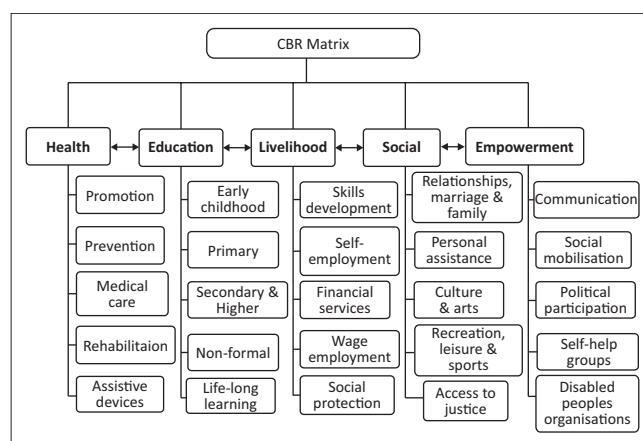 CBR Matrix
Health
Education
Livelihood
Social
Empowerment
Promotion
Prevention
Medical
care
Rehabilitaion
Assistive
devices
Early
childhood
Primary
Secondary &
Higher
Non-formal
Life-long
learning
Skills
development
Self-
employment
Financial
services
Wage
employment
Social
protection
Relationships,
marriage &
family
Personal
assistance
Culture
& arts
Recreation,
leisure &
sports
Access to
justice
Communication
Social
mobilisation
Political
participation
Self-help
groups
Disabled
peoples
organisations